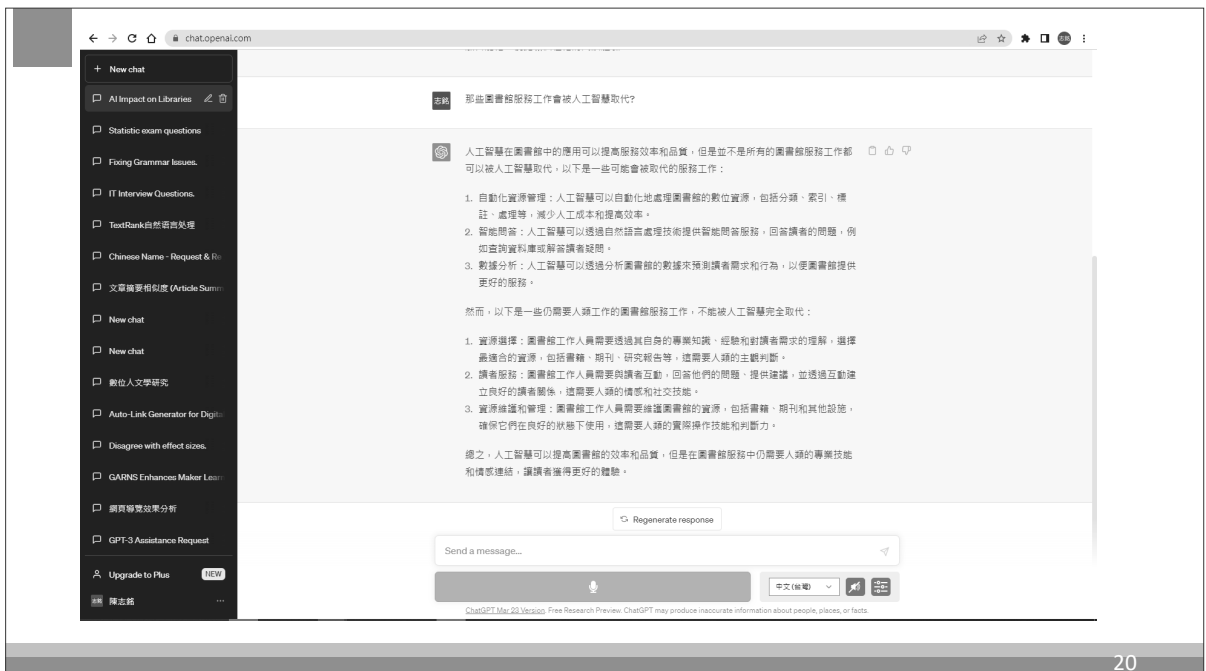 chat.openai.com
志銘
+ New chat
AI Impact on Libraries
Statistic exam questions
Fixing Grammar Issues.
IT Interview Questions.
TextRank自然语言处理
Chinese Name - Request & Re
文章摘要相似度 (Article Summ
New chat
New chat
數位人文學研究
Auto-Link Generator for Digita
Disagree with effect sizes.
GARNS Enhances Maker Learn
網頁導覽效果分析
GPT-3 Assistance Request
Upgrade to Plus NEW
志銘 陳志銘 ...
志銘 那些圖書館服務工作會被人工智慧取代?
人工智慧在圖書館中的應用可以提高服務效率和品質,但是並不是所有的圖書館服務工作都
可以被人工智慧取代,以下是一些可能會被取代的服務工作:
1. 自動化資源管理:人工智慧可以自動化地處理圖書館的數位資源,包括分類、索引、標
註、處理等,減少人工成本和提高效率。
2. 智能問答:人工智慧可以透過自然語言處理技術提供智能問答服務,回答讀者的問題,例
如查詢資料庫或解答讀者疑問。
3. 數據分析:人工智慧可以透過分析圖書館的數據來預測讀者需求和行為,以便圖書館提供
更好的服務。
然而,以下是一些仍需要人類工作的圖書館服務工作,不能被人工智慧完全取代:
1. 資源選擇:圖書館工作人員需要透過其自身的專業知識、經驗和對讀者需求的理解,選擇
最適合的資源,包括書籍、期刊、研究報告等,這需要人類的主觀判斷。
2. 讀者服務:圖書館工作人員需要與讀者互動,回答他們的問題、提供建議,並透過互動建
立良好的讀者關係,這需要人類的情感和社交技能。
3. 資源維護和管理:圖書館工作人員需要維護圖書館的資源,包括書籍、期刊和其他設施,
確保它們在良好的狀態下使用,這需要人類的實際操作技能和判斷力。
總之,人工智慧可以提高圖書館的效率和品質,但是在圖書館服務中仍需要人類的專業技能
和情感連結,讓讀者獲得更好的體驗。
Regenerate response
Send a message...
中文 (台灣)
ChatGPT Mar 23 Version. Free Research Preview. ChatGPT may produce inaccurate information about people, places, or facts.
20